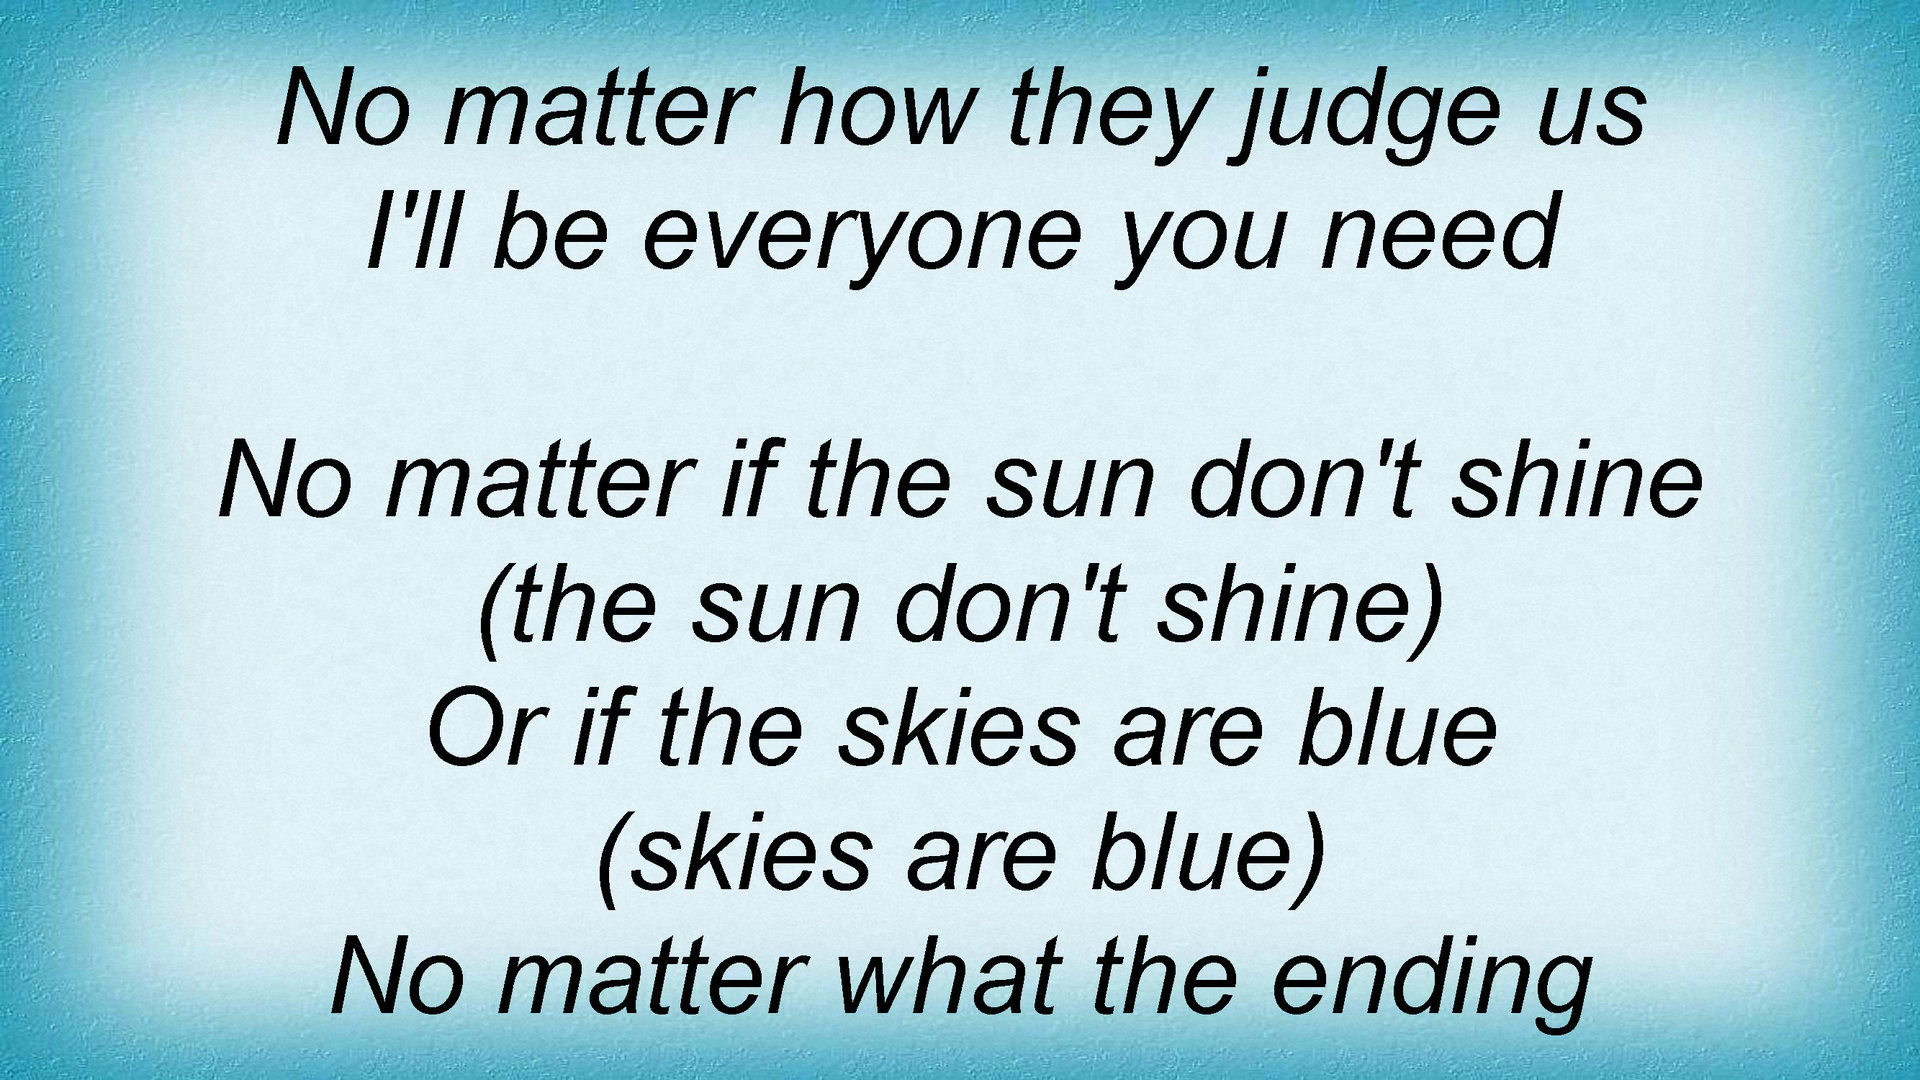 No matter how they judge us
I'll be everyone you need
No matter if the sun don't shine
(the sun don't shine)
Or if the skies are blue
(skies are blue)
No matter what the ending